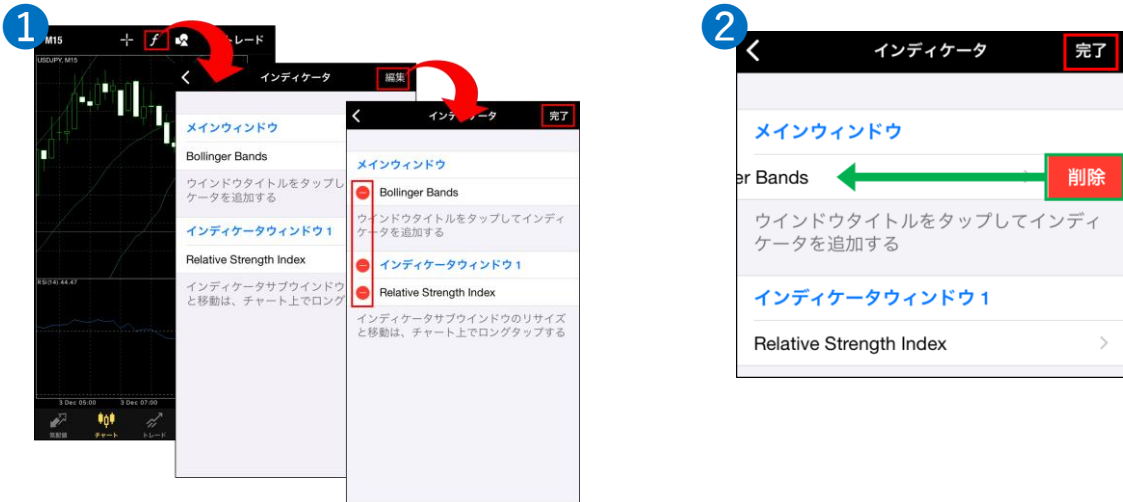 1
M15
f
トレード
USDJPY, M15
RSI(14) 44.47
3 Dec 05:00
3 Dec 07:00
気配値
チャート
トレード
インディケータ
編集
メインウィンドウ
Bollinger Bands
ウインドウタイトルをタップし
ケータを追加する
インディケータウィンドウ 1
Relative Strength Index
インディケータサブウインドウ
と移動は、チャート上でロング
完了
メインウィンドウ
Bollinger Bands
ウインドウタイトルをタップしてインディ
ケータを追加する
インディケータウィンドウ 1
Relative Strength Index
インディケータサブウインドウのリサイズ
と移動は、チャート上でロングタップする
2
インディケータ
完了
メインウィンドウ
er Bands
削除
ウインドウタイトルをタップしてインディ
ケータを追加する
インディケータウィンドウ 1
Relative Strength Index